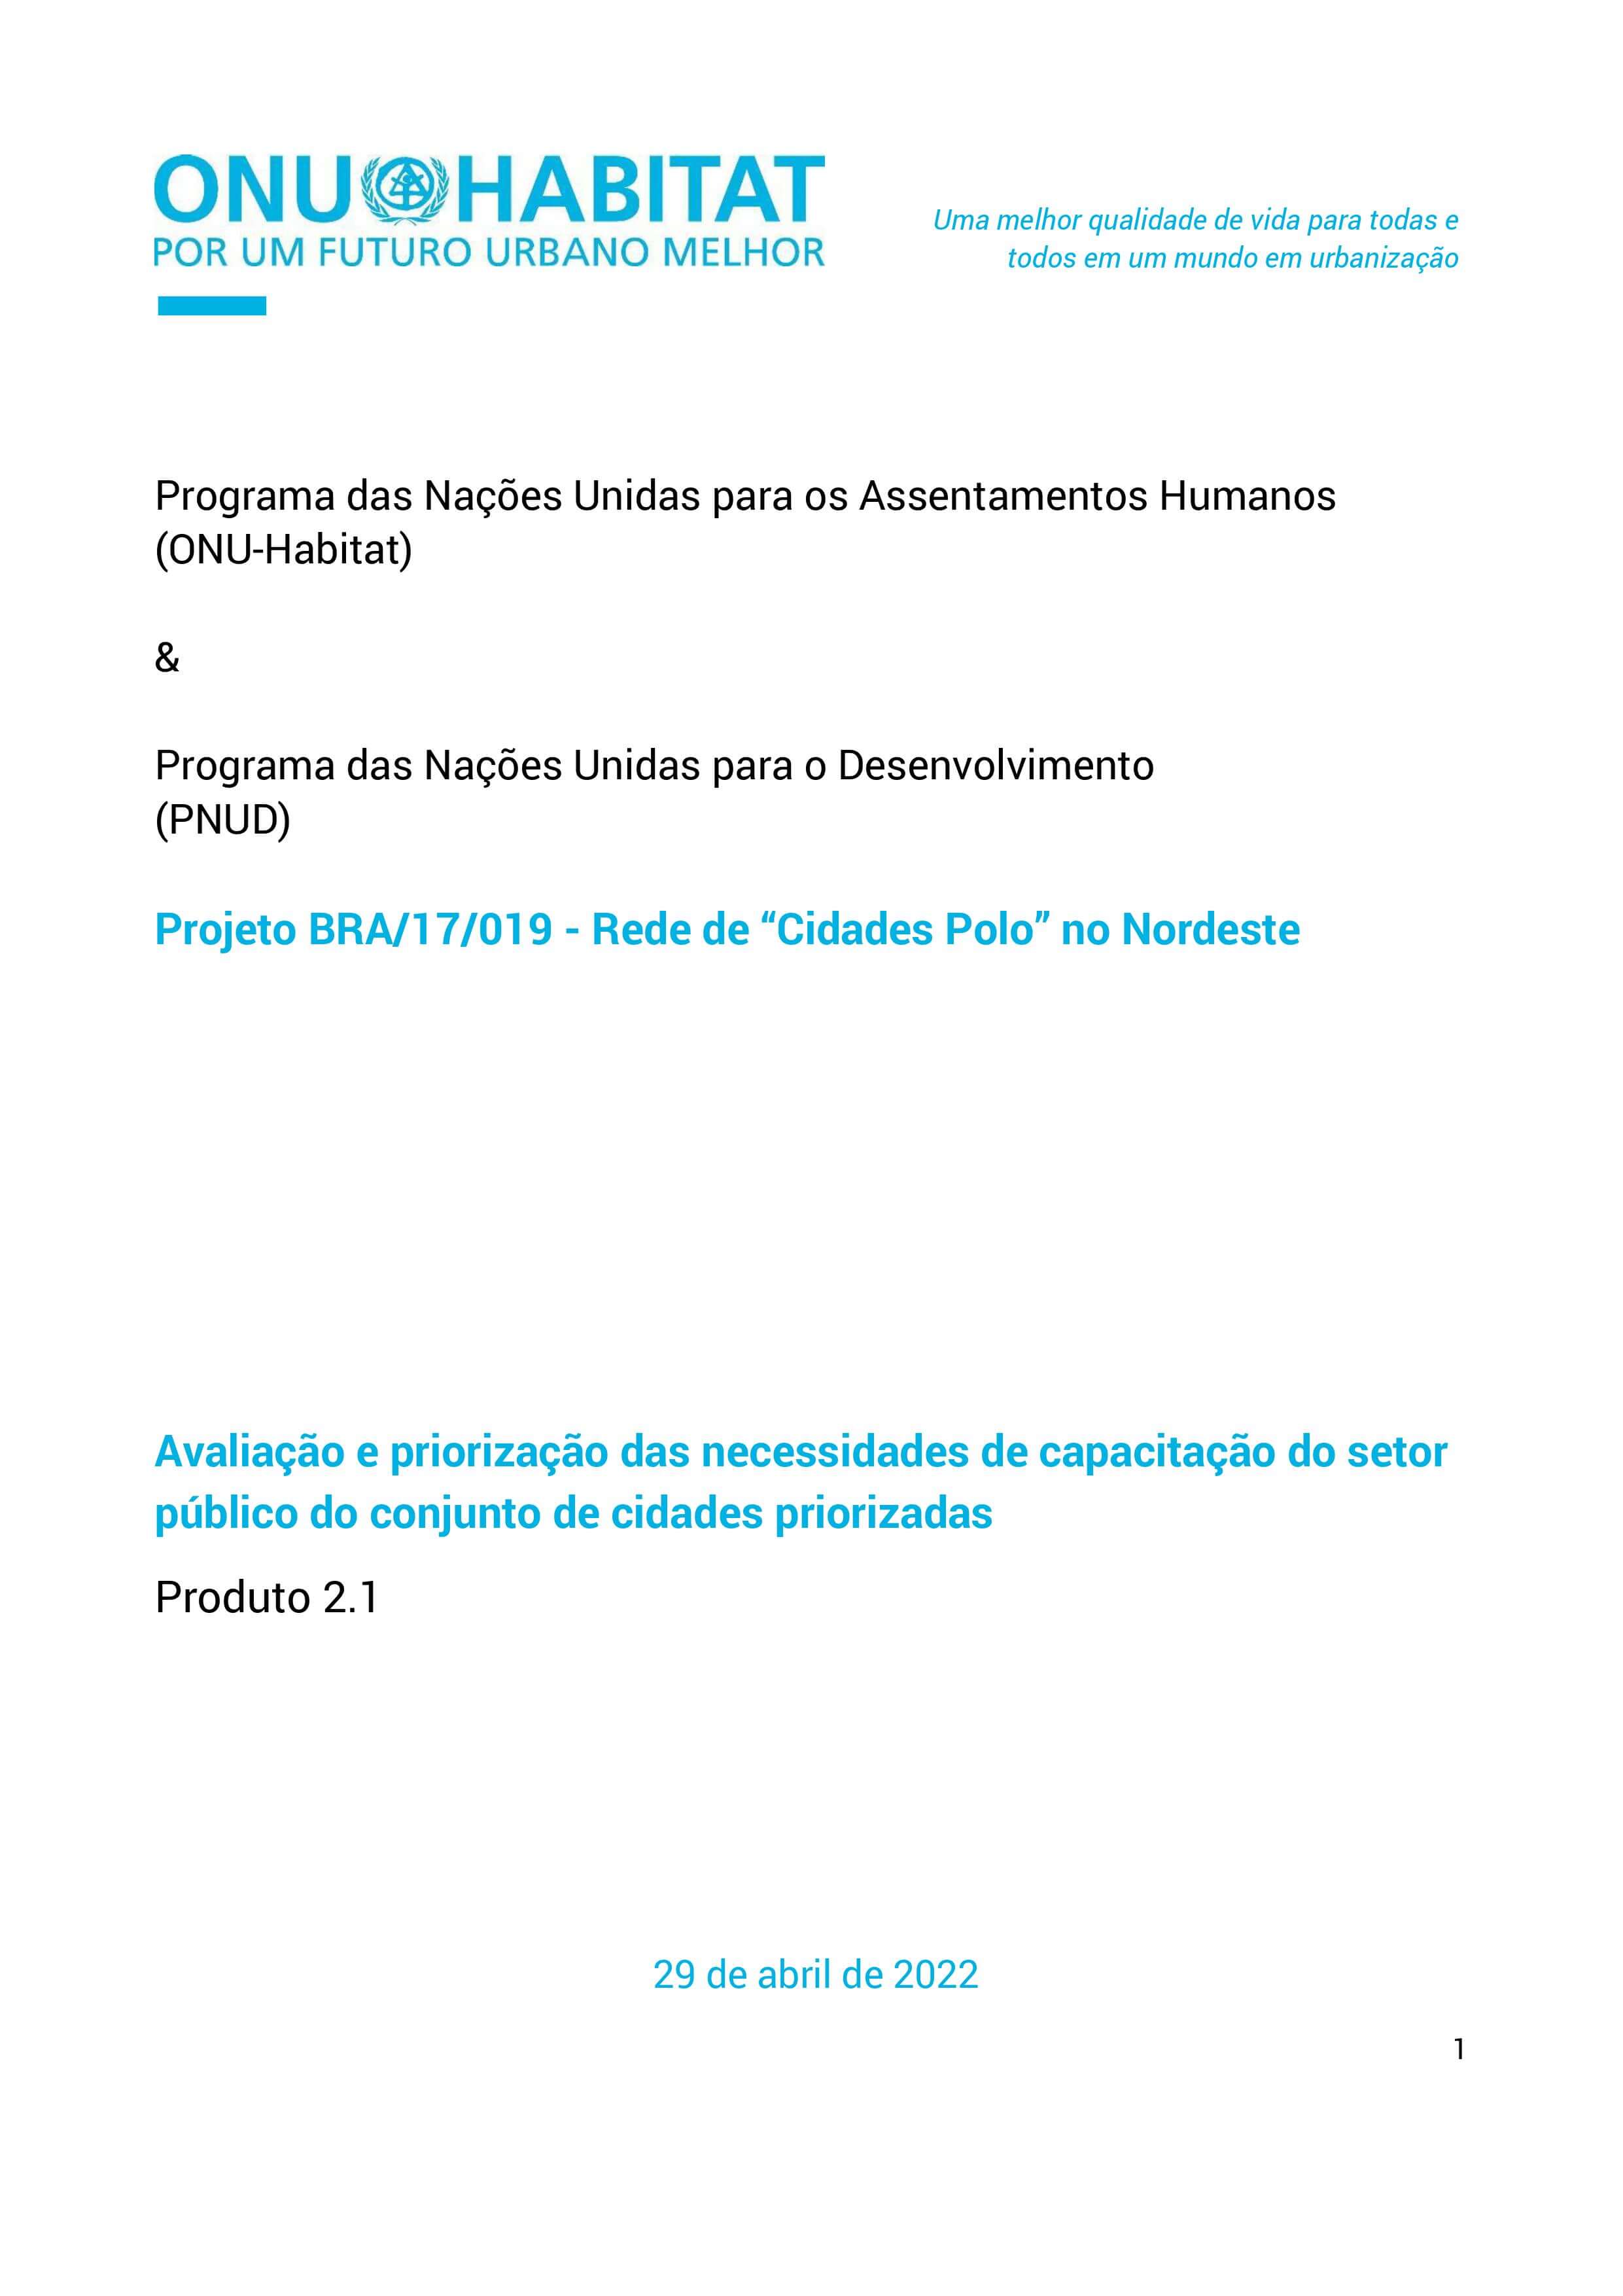 ONU HABITAT
POR UM FUTURO URBANO MELHOR
Uma melhor qualidade de vida para todas e
todos em um mundo em urbanização
Programa das Nações Unidas para os Assentamentos Humanos
(ONU-Habitat)
&
Programa das Nações Unidas para o Desenvolvimento
(PNUD)
Projeto BRA/17/019 - Rede de “Cidades Polo” no Nordeste
Avaliação e priorização das necessidades de capacitação do setor
público do conjunto de cidades priorizadas
Produto 2.1
29 de abril de 2022
1